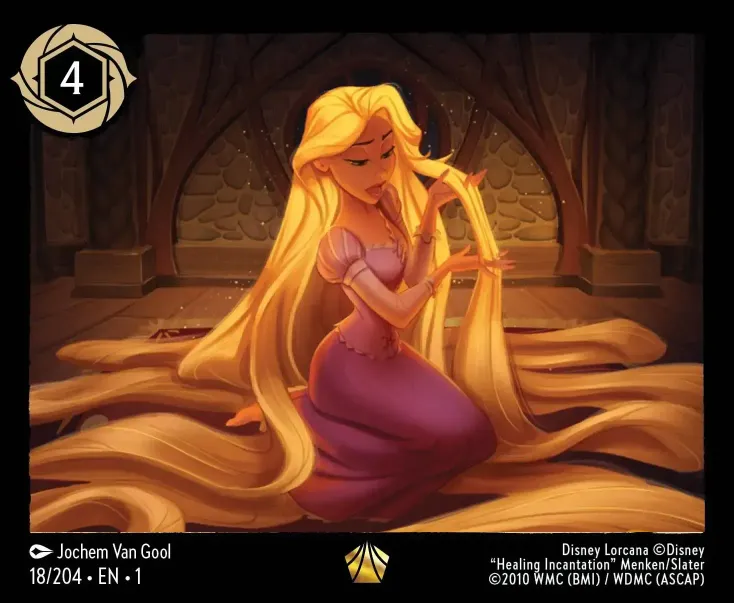 4
Jochem Van Gool
18/204 • EN • 1
Disney Lorcana ©Disney
“Healing Incantation” Menken/Slater
©2010 WMC (BMI) / WDMC (ASCAP)